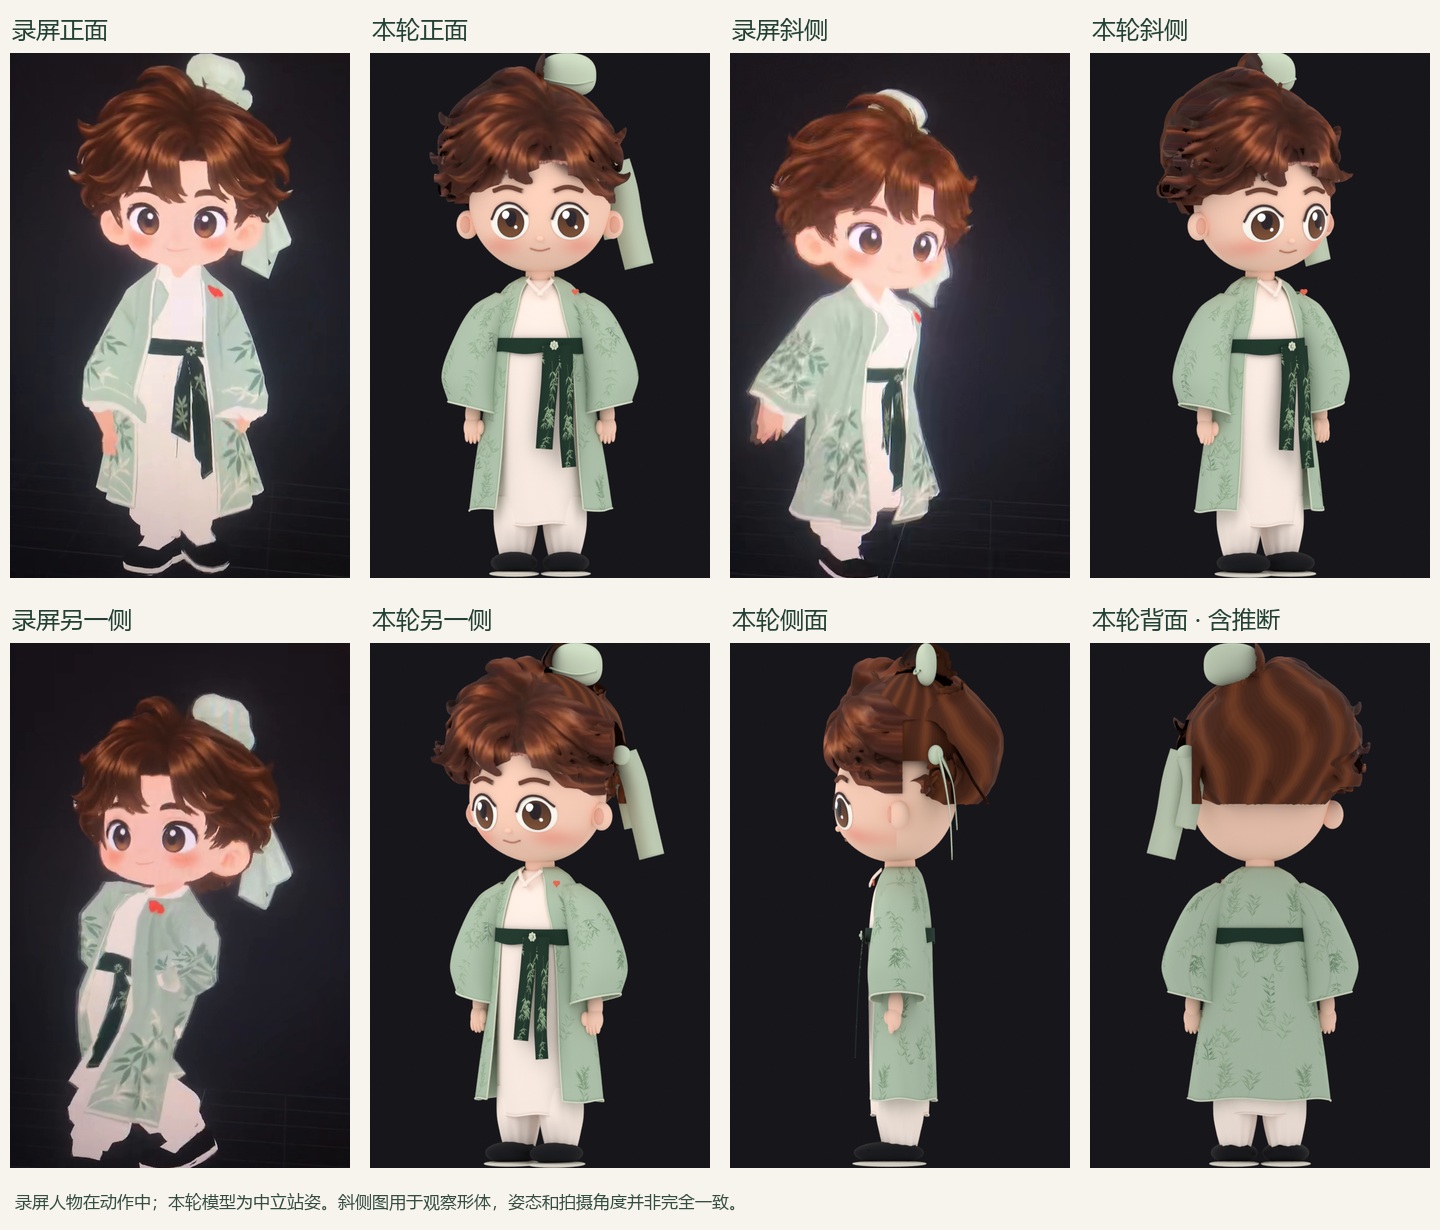 录屏正面
本轮正面
录屏斜侧
本轮斜侧
录屏另一侧
本轮另一侧
本轮侧面
本轮背面 · 含推断
录屏人物在动作中；本轮模型为中立站姿。斜侧图用于观察形体，姿态和拍摄角度并非完全一致。